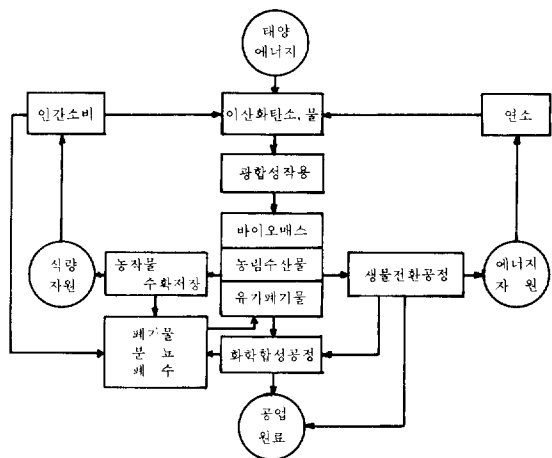 태양
에너지
인간소비
이산화탄소, 물
연소
광합성작용
바이오매스
식량
자원
농작물
수확저장
농림수산물
생물전환공정
에너지
자 원
유기폐기물
폐기물
분 뇨
폐 수
화학합성공정
공업
원료